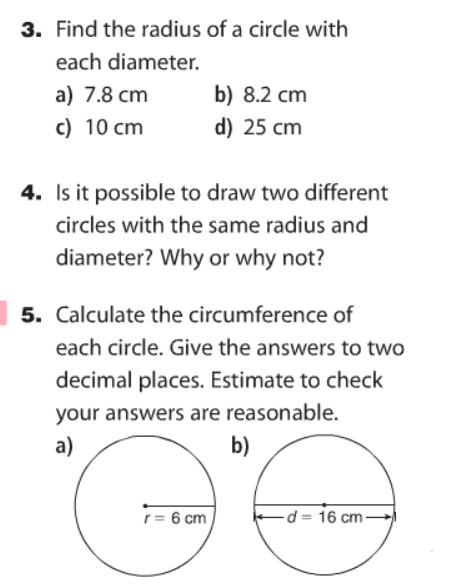 3. Find the radius of a circle with
each diameter.
a) 7.8 cm b) 8.2 cm
c) 10 cm d) 25 cm
4. Is it possible to draw two different
circles with the same radius and
diameter? Why or why not?
5. Calculate the circumference of
each circle. Give the answers to two
decimal places. Estimate to check
your answers are reasonable.
a) b)
r = 6 cm d = 16 cm